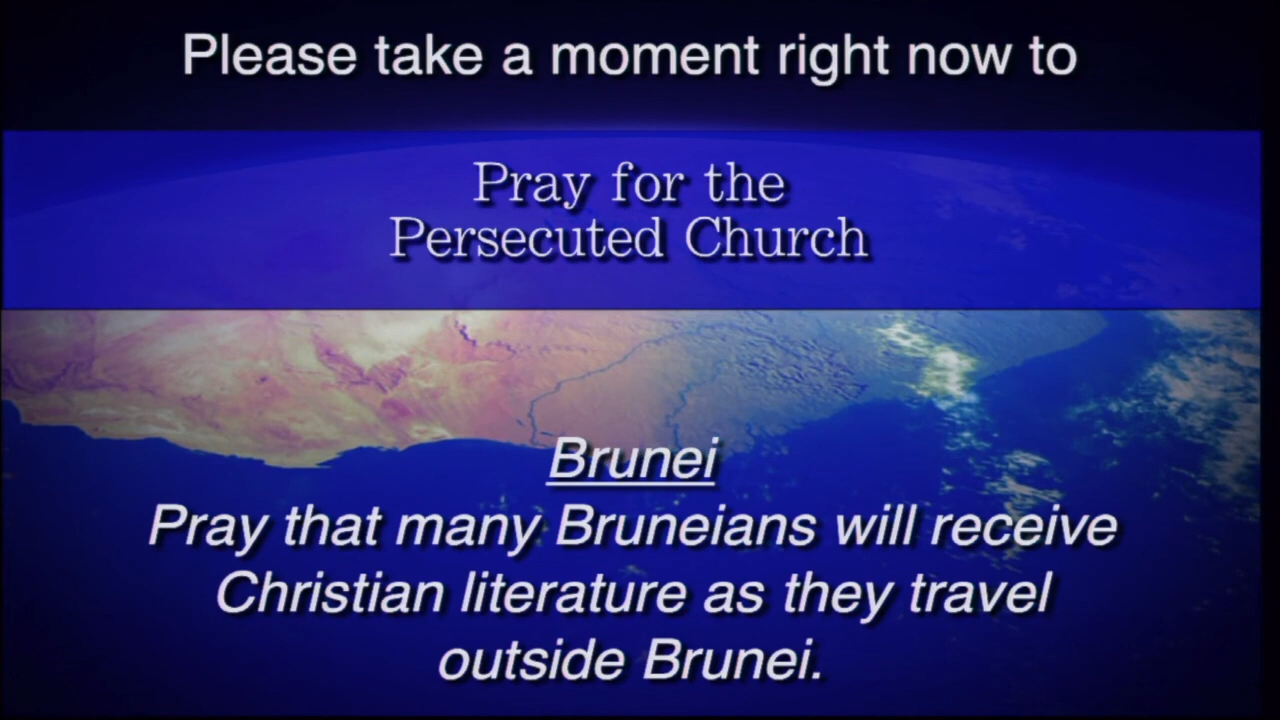 Please take a moment right now to
Pray for the
Persecuted Church
Brunei
Pray that many Bruneians will receive
Christian literature as they travel
outside Brunei.